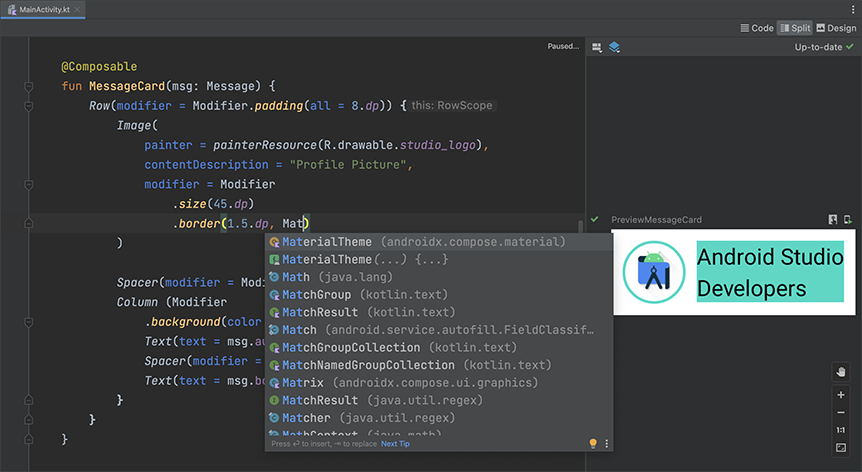 MainActivity.kt
Code Split Design
Paused... Up-to-date
@Composable
fun MessageCard(msg: Message) {
Row(modifier = Modifier.padding(all = 8.dp)) { this: RowScope
Image(
painter = painterResource(R.drawable.studio_logo),
contentDescription = "Profile Picture",
modifier = Modifier
.size(45.dp)
.border(1.5.dp, Mat)
)
Spacer(modifier = Modi
Column (Modifier
.background(color
Text(text = msg.au
Spacer(modifier =
Text(text = msg.bo
}
}
}
MaterialTheme (androidx.compose.material)
MaterialTheme(...) {...}
Math (java.lang)
MatchGroup (kotlin.text)
MatchResult (kotlin.text)
Match (android.service.autofill.FieldClassif...
MatchGroupCollection (kotlin.text)
MatchNamedGroupCollection (kotlin.text)
Matrix (androidx.compose.ui.graphics)
MatchResult (java.util.regex)
Matcher (java.util.regex)
MathContext (java.math)
Press ↵ to insert, ⇥ to replace Next Tip
PreviewMessageCard
Android Studio
Developers
1:1